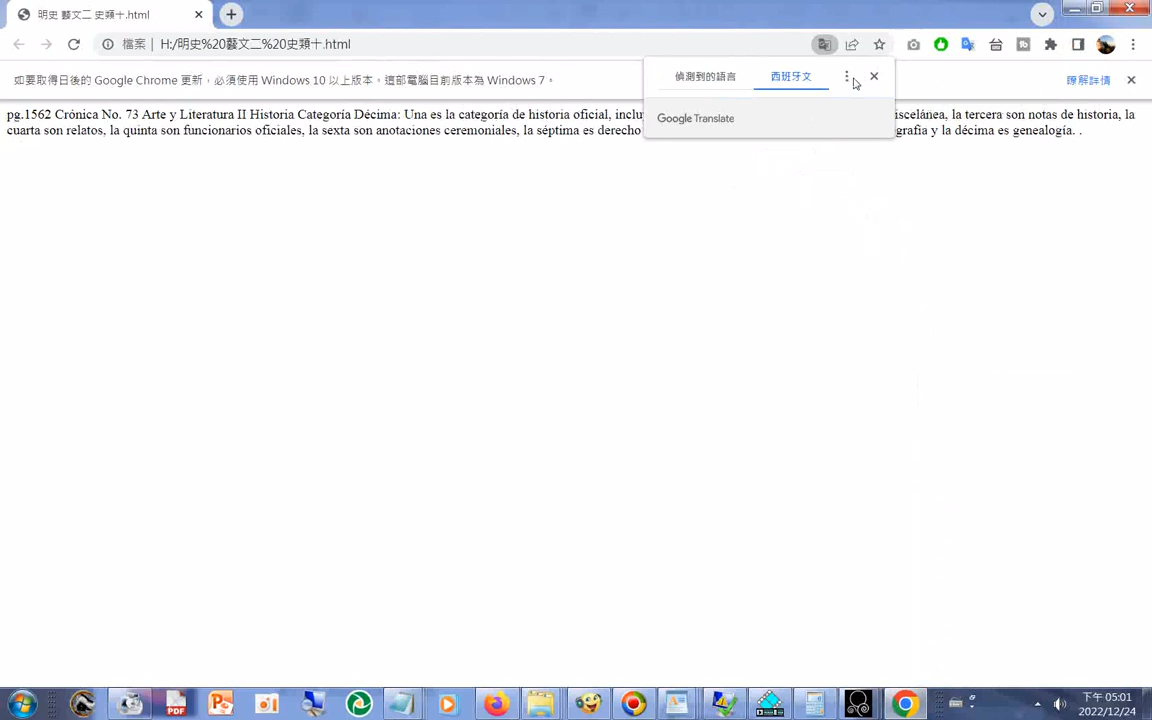 明史 藝文二 史類十.html
檔案 | H:/明史%20藝文二%20史類十.html
如要取得日後的 Google Chrome 更新，必須使用 Windows 10 以上版本。這部電腦目前版本為 Windows 7。
瞭解詳情
偵測到的語言
西班牙文
Google Translate
pg.1562 Crónica No. 73 Arte y Literatura II Historia Categoría Décima: Una es la categoría de historia oficial, la tercera son notas de historia, la
cuarta son relatos, la quinta son funcionarios oficiales, la sexta son anotaciones ceremoniales, la séptima es derecho y la décima es genealogía. .
下午 05:01
2022/12/24